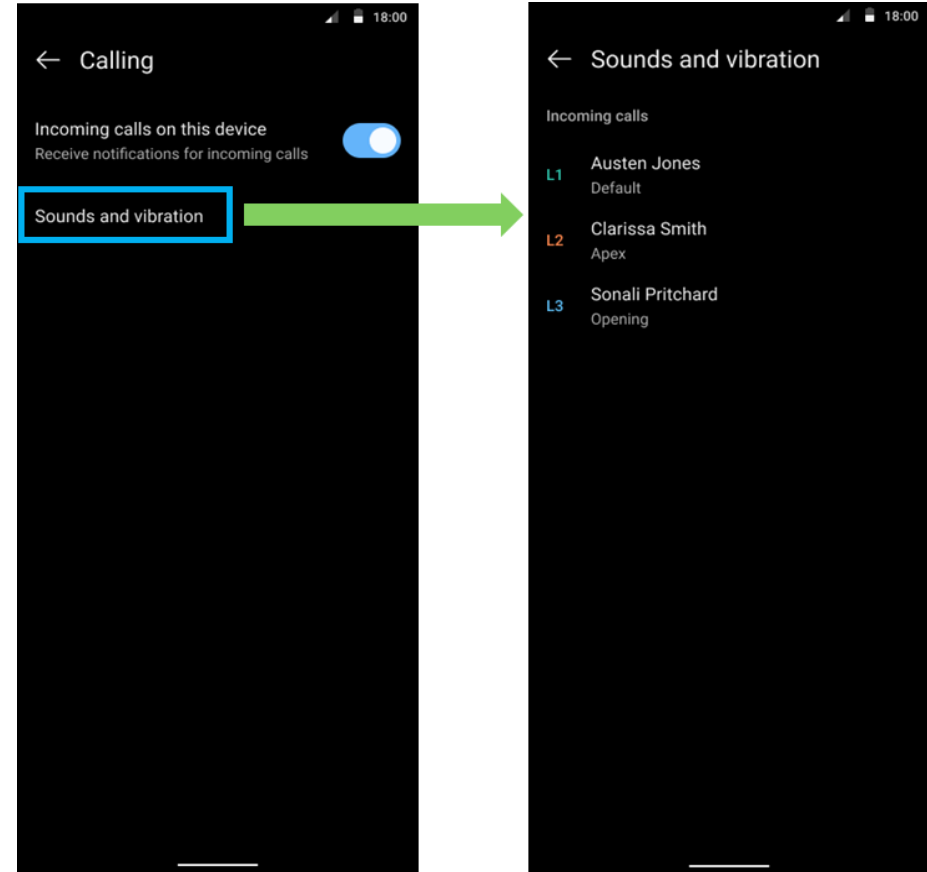 18:00
Calling
Incoming calls on this device
Receive notifications for incoming calls
Sounds and vibration
18:00
Sounds and vibration
Incoming calls
L1
Austen Jones
Default
L2
Clarissa Smith
Apex
L3
Sonali Pritchard
Opening